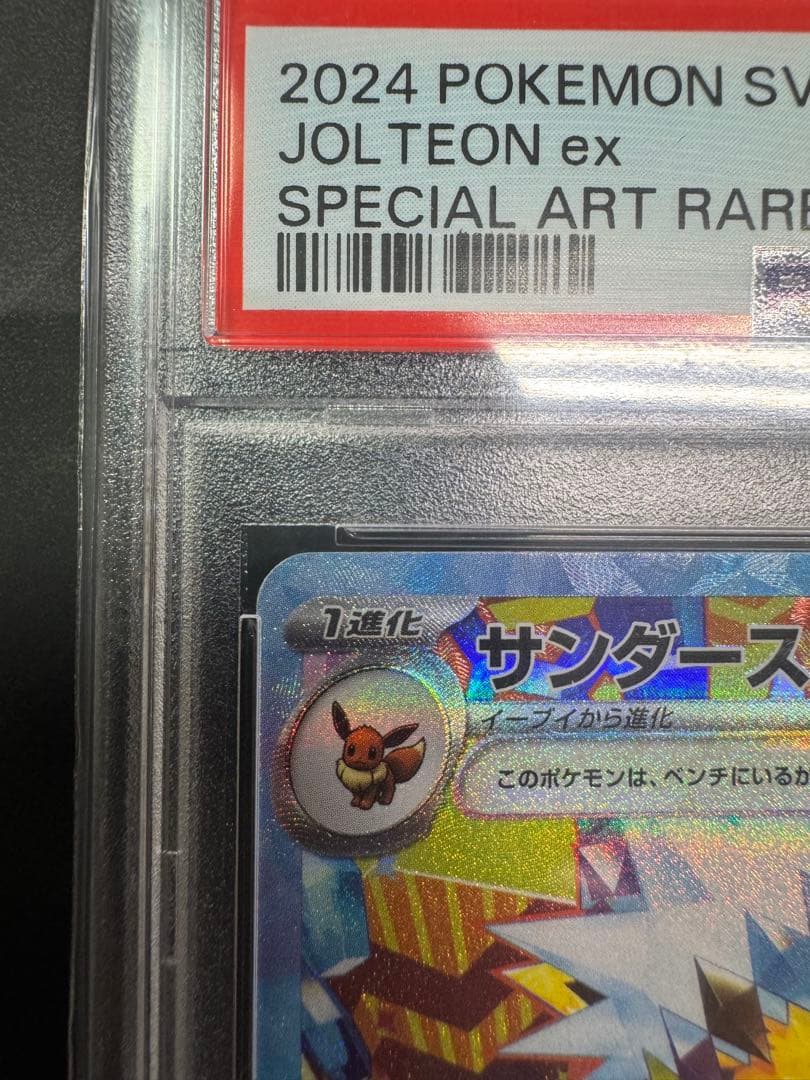 2024 POKEMON SV
JOLTEON ex
SPECIAL ART RARE
1進化
サンダース
イーブイから進化
このポケモンは、ベンチにいるか